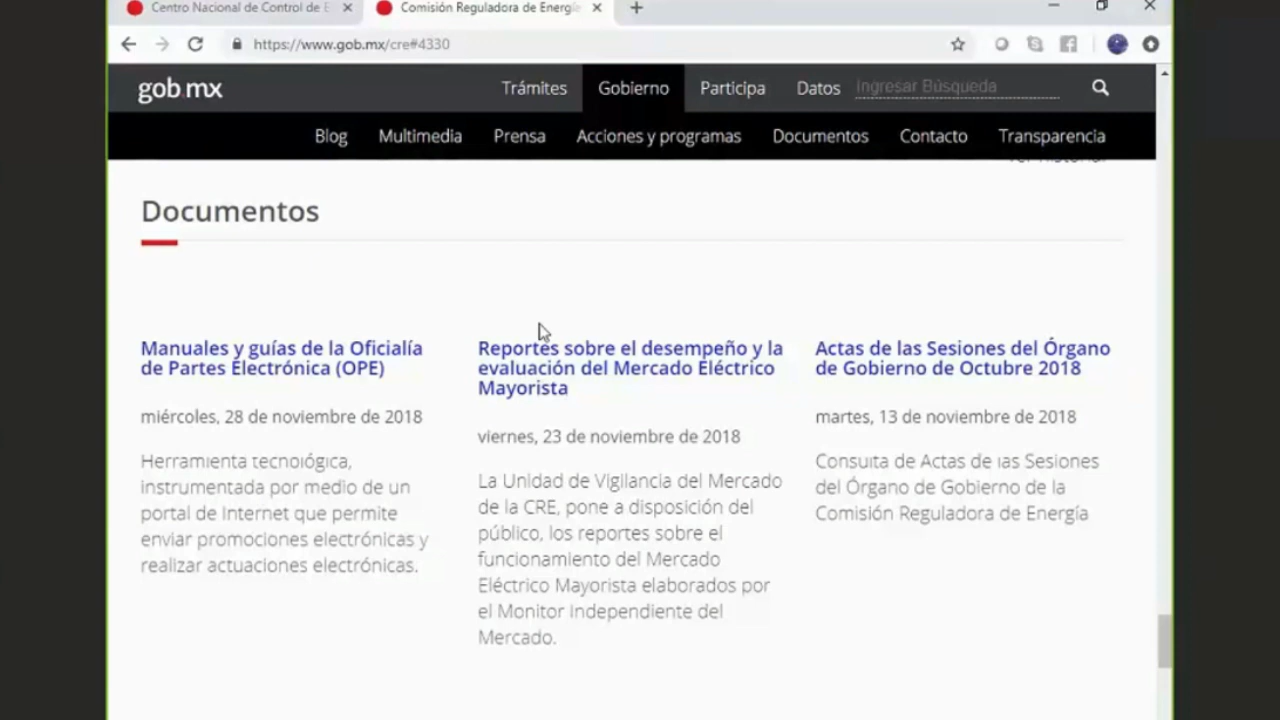 Centro Nacional de Control de E
Comisión Reguladora de Energía
https://www.gob.mx/cre#4330
gob.mx
Trámites
Gobierno
Participa
Datos
Ingresar Búsqueda
Blog
Multimedia
Prensa
Acciones y programas
Documentos
Contacto
Transparencia
Documentos
Manuales y guías de la Oficialía
de Partes Electrónica (OPE)
miércoles, 28 de noviembre de 2018
Herramienta tecnológica,
instrumentada por medio de un
portal de Internet que permite
enviar promociones electrónicas y
realizar actuaciones electrónicas.
Reportes sobre el desempeño y la
evaluación del Mercado Eléctrico
Mayorista
viernes, 23 de noviembre de 2018
La Unidad de Vigilancia del Mercado
de la CRE, pone a disposición del
público, los reportes sobre el
funcionamiento del Mercado
Eléctrico Mayorista elaborados por
el Monitor Independiente del
Mercado.
Actas de las Sesiones del Órgano
de Gobierno de Octubre 2018
martes, 13 de noviembre de 2018
Consulta de Actas de las Sesiones
del Órgano de Gobierno de la
Comisión Reguladora de Energía